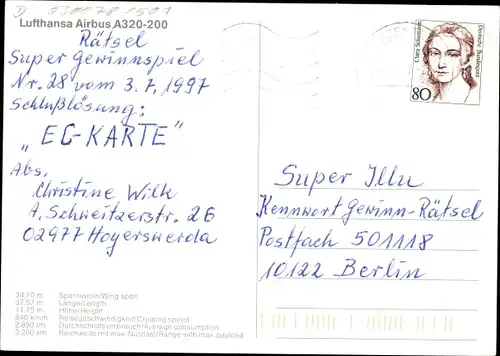 Lufthansa Airbus A320-200
Rätsel
Super Gewinnspiel
Nr. 28 vom 3.7.1997
Schlußlösung:
„EC-KARTE"
Abs.
Christine Wilk
A. Schweitzerstr. 26
02977 Hoyerswerda
Clara Schumann
Deutsche Bundespost
80
Super Illu
Kennwort Gewinn-Rätsel
Postfach 501118
10122 Berlin
34,10 m Spannweite/Wing span
37,57 m Länge/Length
11,75 m Höhe/Height
840 km/h Reisegeschwindigkeit/Cruising speed
2.850 l/h Durchschnittsverbrauch/Average consumption
3.200 km Reichweite mit max. Nutzlast/Range with max. payload